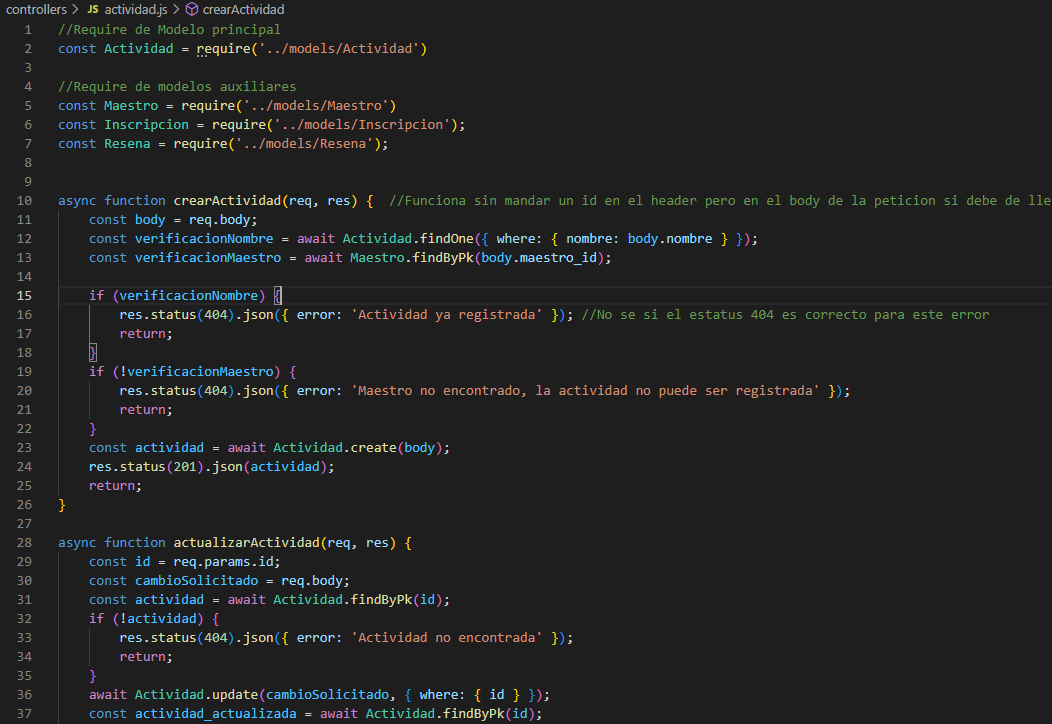 controllers > JS actividad.js > crearActividad
1 //Require de Modelo principal
2 const Actividad = require('../models/Actividad')
3
4 //Require de modelos auxiliares
5 const Maestro = require('../models/Maestro')
6 const Inscripcion = require('../models/Inscripcion');
7 const Resena = require('../models/Resena');
8
9
10 async function crearActividad(req, res) {  //Funciona sin mandar un id en el header pero en el body de la peticion si debe de lle
11     const body = req.body;
12     const verificacionNombre = await Actividad.findOne({ where: { nombre: body.nombre } });
13     const verificacionMaestro = await Maestro.findByPk(body.maestro_id);
14
15     if (verificacionNombre) {
16         res.status(404).json({ error: 'Actividad ya registrada' }); //No se si el estatus 404 es correcto para este error
17         return;
18     }
19     if (!verificacionMaestro) {
20         res.status(404).json({ error: 'Maestro no encontrado, la actividad no puede ser registrada' });
21         return;
22     }
23     const actividad = await Actividad.create(body);
24     res.status(201).json(actividad);
25     return;
26 }
27
28 async function actualizarActividad(req, res) {
29     const id = req.params.id;
30     const cambioSolicitado = req.body;
31     const actividad = await Actividad.findByPk(id);
32     if (!actividad) {
33         res.status(404).json({ error: 'Actividad no encontrada' });
34         return;
35     }
36     await Actividad.update(cambioSolicitado, { where: { id } });
37     const actividad_actualizada = await Actividad.findByPk(id);